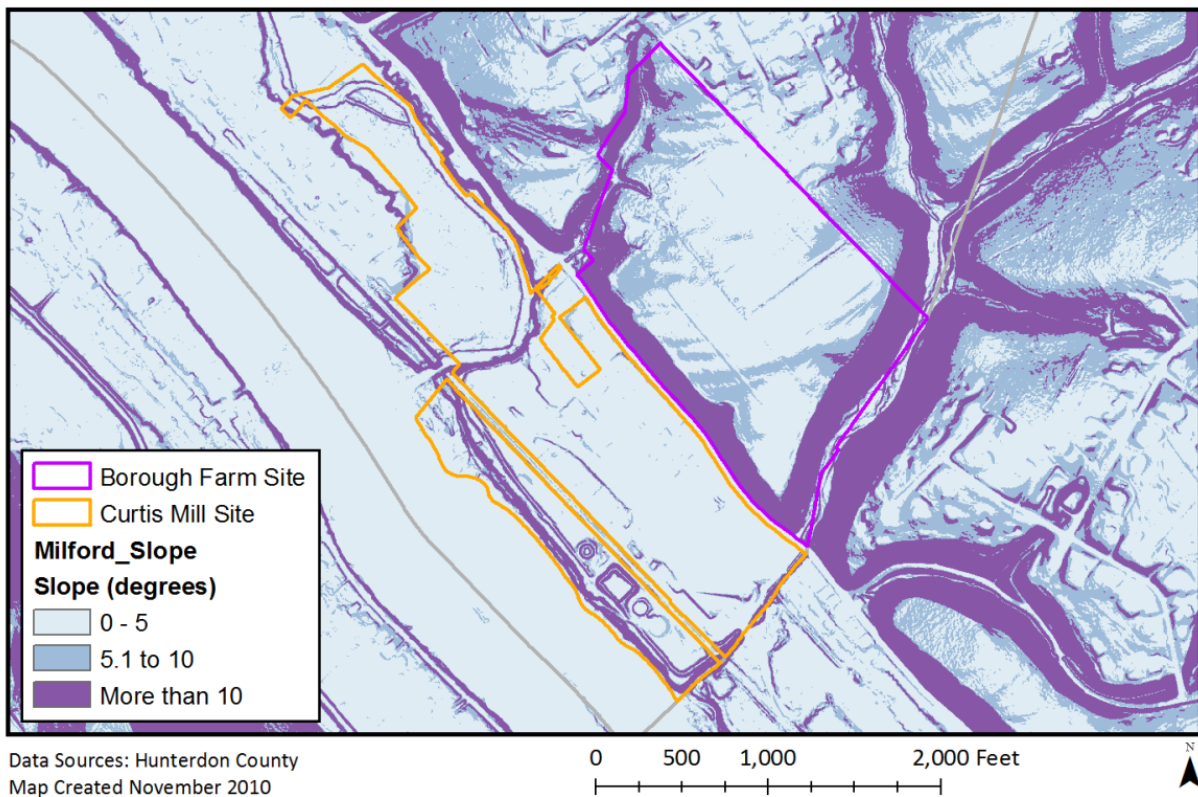 Borough Farm Site
Curtis Mill Site
Milford_Slope
Slope (degrees)
0 - 5
5.1 to 10
More than 10
Data Sources: Hunterdon County
Map Created November 2010
0 500 1,000 2,000 Feet
N